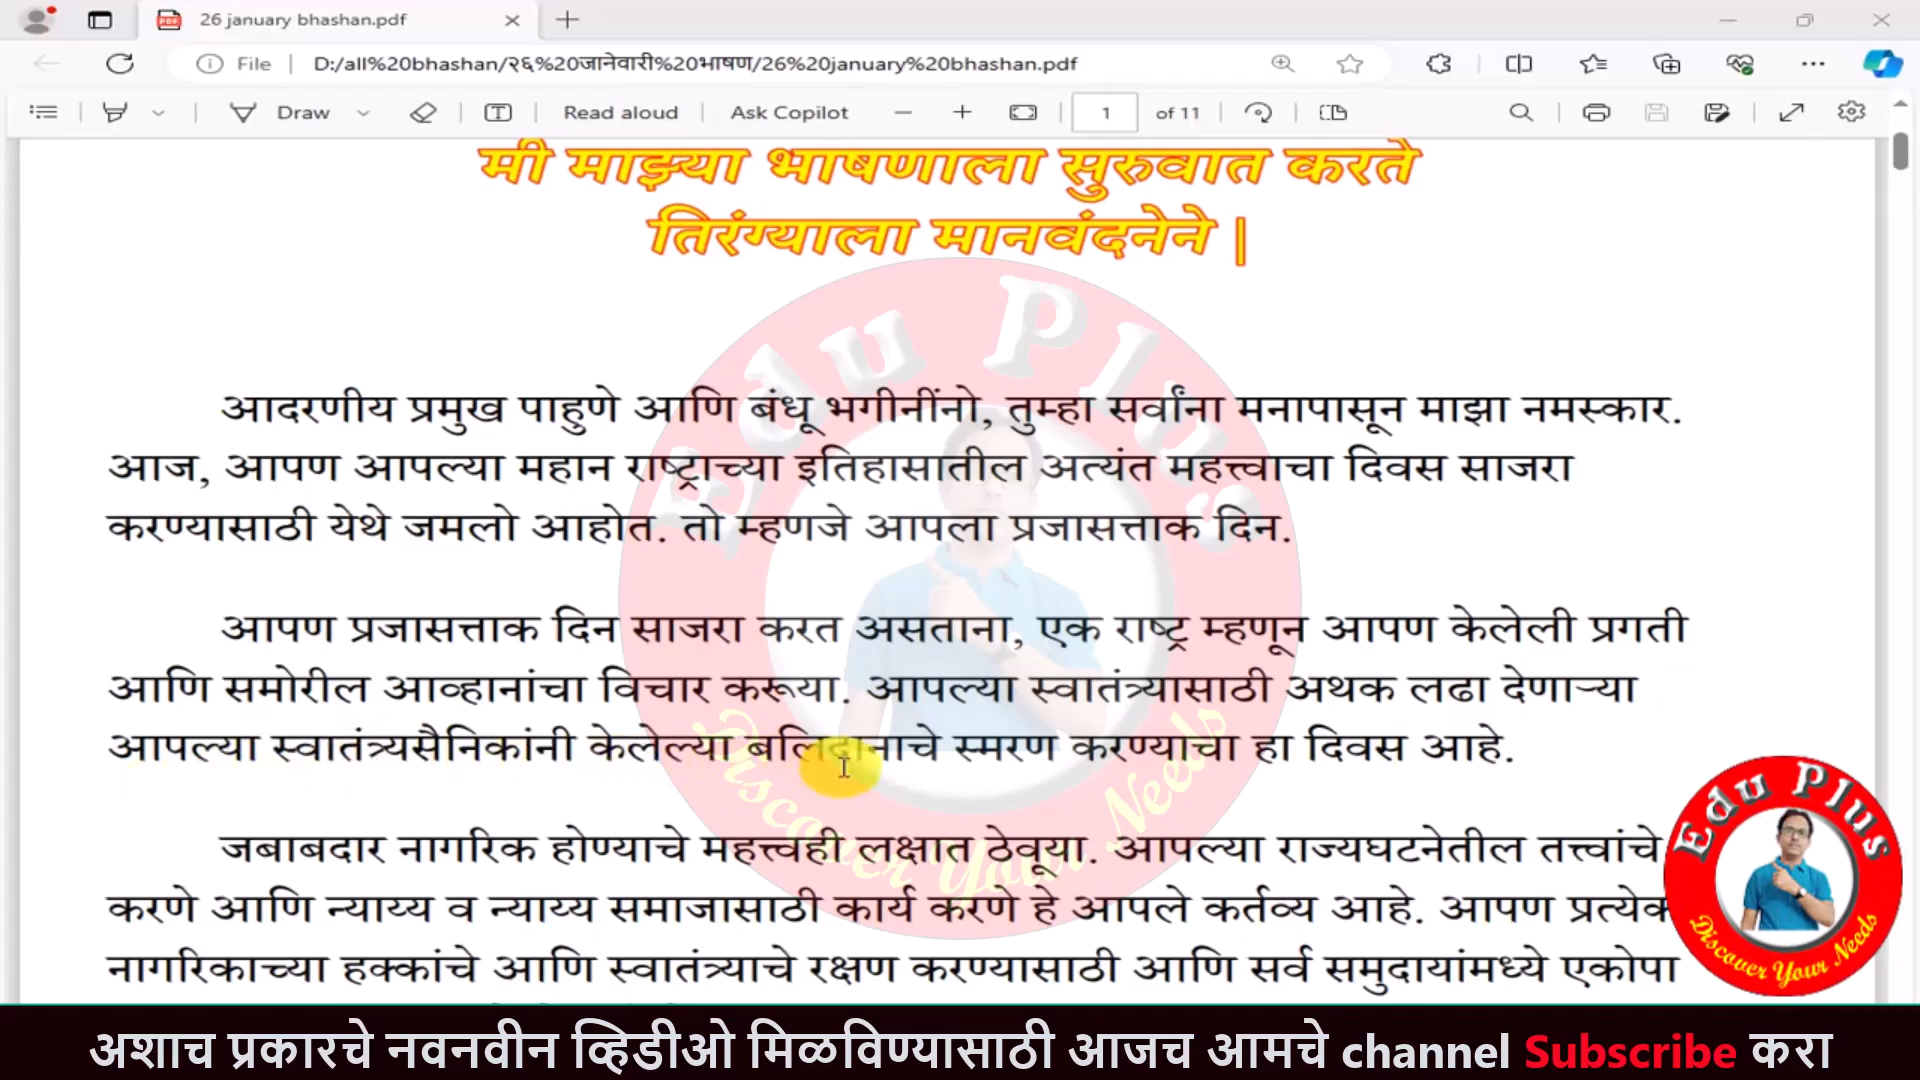 26 january bhashan.pdf
File D:/all%20bhashan/२६%20जानेवारी%20भाषण/26%20january%20bhashan.pdf
Draw Read aloud Ask Copilot 1 of 11
मी माझ्या भाषणाला सुरुवात करते
तिरंग्याला मानवंदनेने |
आदरणीय प्रमुख पाहुणे आणि बंधू भगीनींनो, तुम्हा सर्वांना मनापासून माझा नमस्कार.
आज, आपण आपल्या महान राष्ट्राच्या इतिहासातील अत्यंत महत्त्वाचा दिवस साजरा
करण्यासाठी येथे जमलो आहोत. तो म्हणजे आपला प्रजासत्ताक दिन.
आपण प्रजासत्ताक दिन साजरा करत असताना, एक राष्ट्र म्हणून आपण केलेली प्रगती
आणि समोरील आव्हानांचा विचार करूया. आपल्या स्वातंत्र्यासाठी अथक लढा देणाऱ्या
आपल्या स्वातंत्र्यसैनिकांनी केलेल्या बलिदानाचे स्मरण करण्याचा हा दिवस आहे.
जबाबदार नागरिक होण्याचे महत्त्वही लक्षात ठेवूया. आपल्या राज्यघटनेतील तत्त्वांचे
करणे आणि न्याय्य व न्याय्य समाजासाठी कार्य करणे हे आपले कर्तव्य आहे. आपण प्रत्येक
नागरिकाच्या हक्कांचे आणि स्वातंत्र्याचे रक्षण करण्यासाठी आणि सर्व समुदायांमध्ये एकोपा
Edu Plus
Discover Your Needs
Edu Plus
Discover Your Needs
अशाच प्रकारचे नवनवीन व्हिडीओ मिळविण्यासाठी आजच आमचे channel Subscribe करा